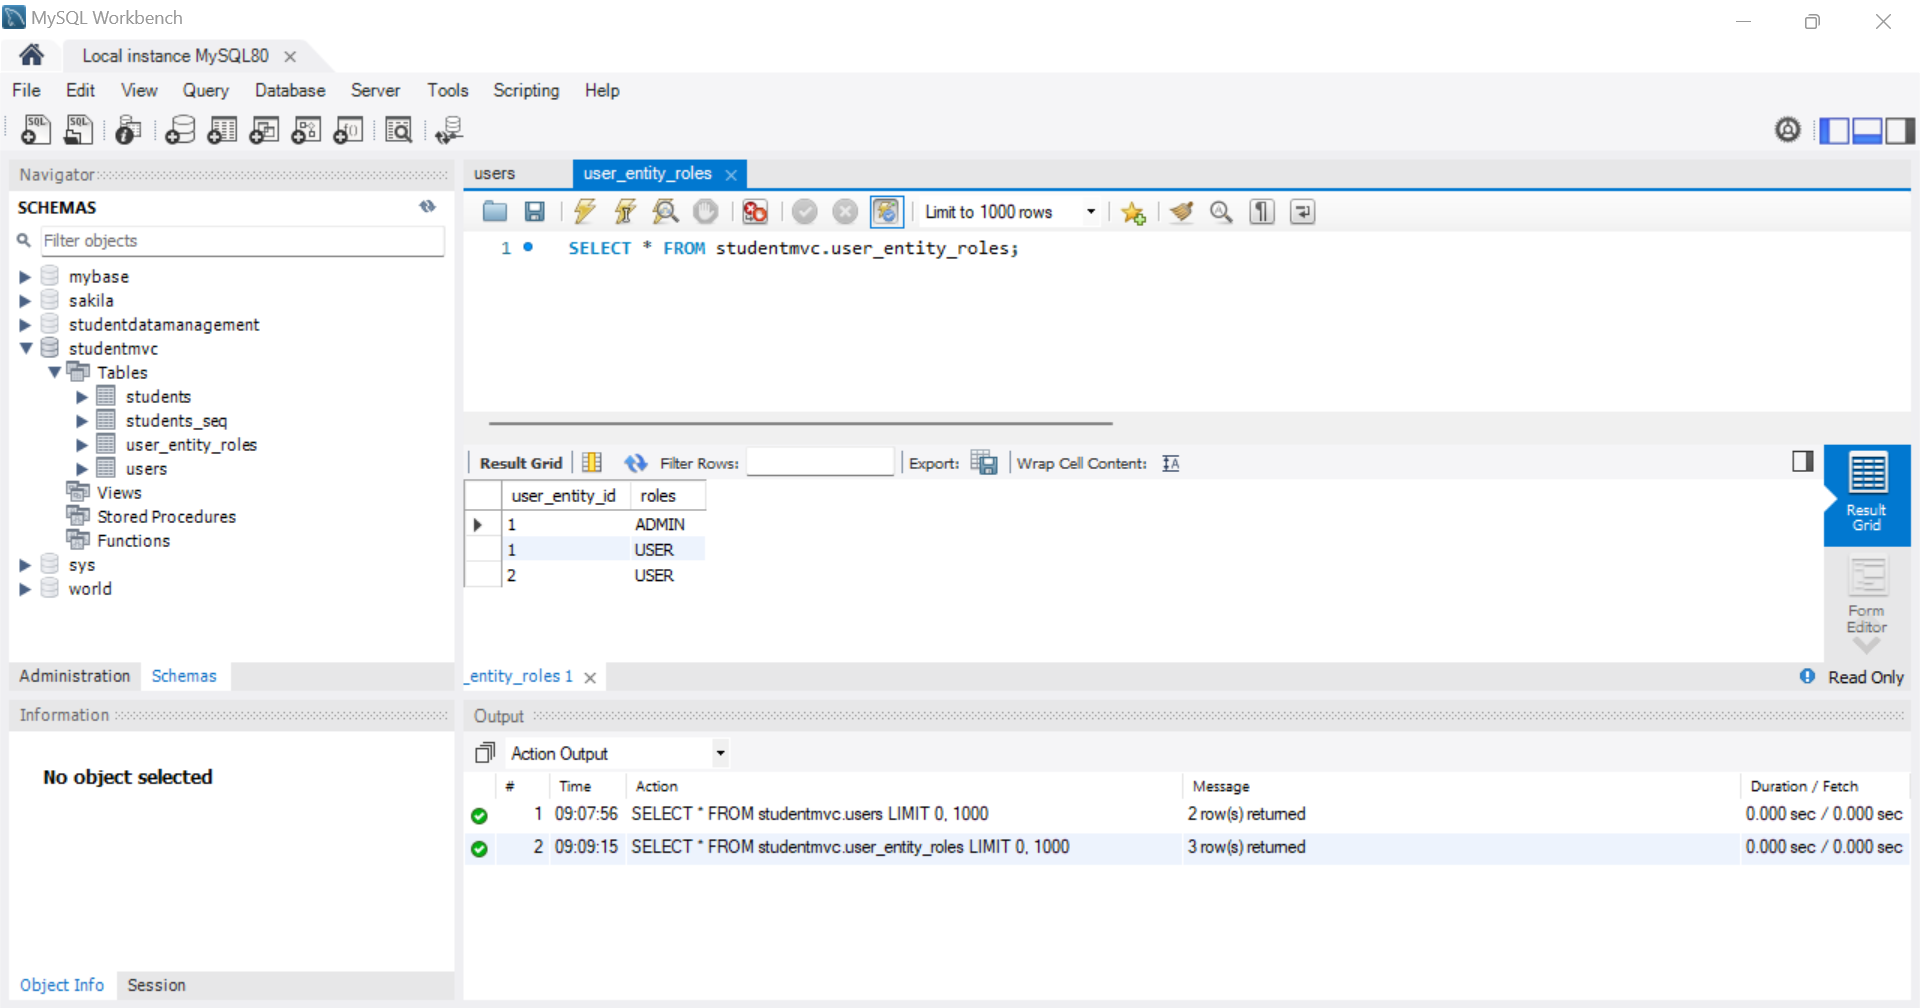 MySQL Workbench
Local instance MySQL80
File Edit View Query Database Server Tools Scripting Help
SQL SQL
Navigator
SCHEMAS
Filter objects
mybase
sakila
studentdatamanagement
studentmvc
Tables
students
students_seq
user_entity_roles
users
Views
Stored Procedures
Functions
sys
world
Administration Schemas
Information
No object selected
Object Info Session
users user_entity_roles
Limit to 1000 rows
1 SELECT * FROM studentmvc.user_entity_roles;
Result Grid Filter Rows: Export: Wrap Cell Content:
user_entity_id roles
1 ADMIN
1 USER
2 USER
Result
Grid
Form
Editor
_entity_roles 1
Read Only
Output
Action Output
# Time Action Message Duration / Fetch
1 09:07:56 SELECT * FROM studentmvc.users LIMIT 0, 1000 2 row(s) returned 0.000 sec / 0.000 sec
2 09:09:15 SELECT * FROM studentmvc.user_entity_roles LIMIT 0, 1000 3 row(s) returned 0.000 sec / 0.000 sec